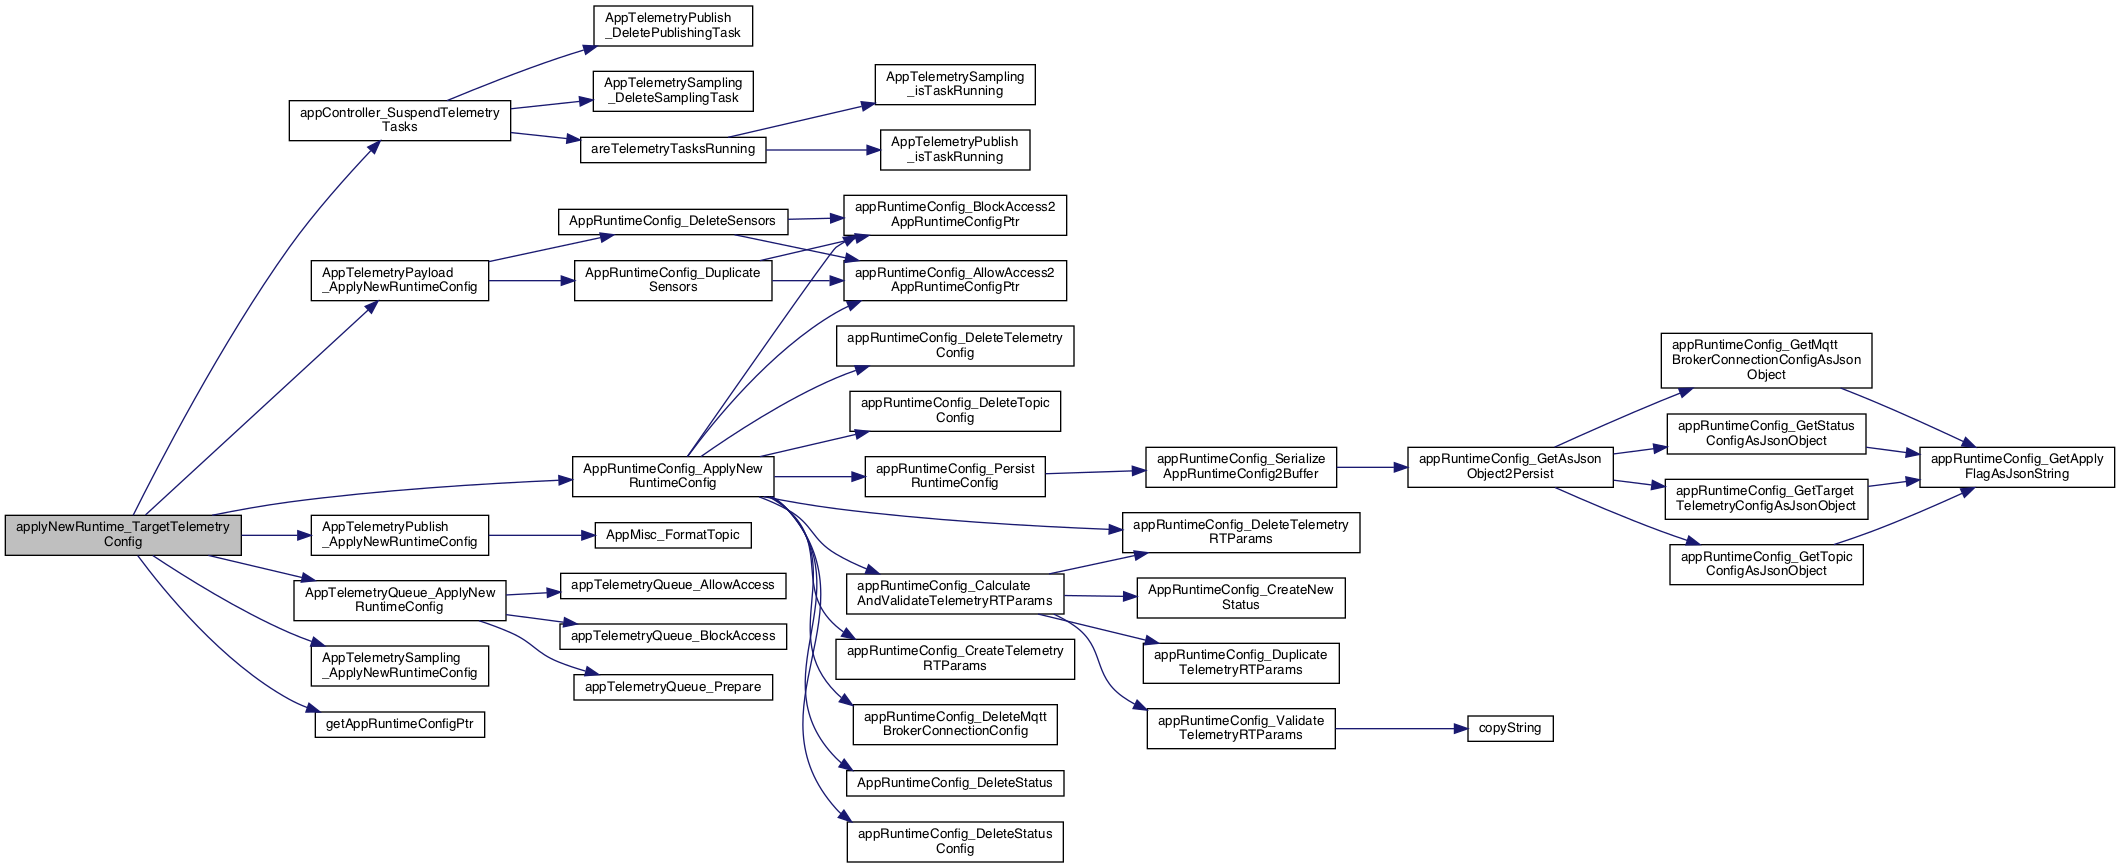 applyNewRuntime_TargetTelemetry
Config
appController_SuspendTelemetry
Tasks
AppTelemetryPayload
_ApplyNewRuntimeConfig
AppTelemetryPublish
_ApplyNewRuntimeConfig
AppTelemetryQueue_ApplyNew
RuntimeConfig
AppTelemetrySampling
_ApplyNewRuntimeConfig
getAppRuntimeConfigPtr
AppTelemetryPublish
_DeletePublishingTask
AppTelemetrySampling
_DeleteSamplingTask
areTelemetryTasksRunning
AppRuntimeConfig_DeleteSensors
AppRuntimeConfig_Duplicate
Sensors
AppRuntimeConfig_ApplyNew
RuntimeConfig
AppMisc_FormatTopic
appTelemetryQueue_AllowAccess
appTelemetryQueue_BlockAccess
appTelemetryQueue_Prepare
AppTelemetrySampling
_isTaskRunning
AppTelemetryPublish
_isTaskRunning
appRuntimeConfig_BlockAccess2
AppRuntimeConfigPtr
appRuntimeConfig_AllowAccess2
AppRuntimeConfigPtr
appRuntimeConfig_DeleteTelemetry
Config
appRuntimeConfig_DeleteTopic
Config
appRuntimeConfig_Persist
RuntimeConfig
appRuntimeConfig_Calculate
AndValidateTelemetryRTParams
appRuntimeConfig_CreateTelemetry
RTParams
appRuntimeConfig_DeleteMqtt
BrokerConnectionConfig
AppRuntimeConfig_DeleteStatus
appRuntimeConfig_DeleteStatus
Config
appRuntimeConfig_Serialize
AppRuntimeConfig2Buffer
appRuntimeConfig_DeleteTelemetry
RTParams
AppRuntimeConfig_CreateNew
Status
appRuntimeConfig_Duplicate
TelemetryRTParams
appRuntimeConfig_Validate
TelemetryRTParams
appRuntimeConfig_GetAsJson
Object2Persist
copyString
appRuntimeConfig_GetMqtt
BrokerConnectionConfigAsJson
Object
appRuntimeConfig_GetStatus
ConfigAsJsonObject
appRuntimeConfig_GetTarget
TelemetryConfigAsJsonObject
appRuntimeConfig_GetTopic
ConfigAsJsonObject
appRuntimeConfig_GetApply
FlagAsJsonString